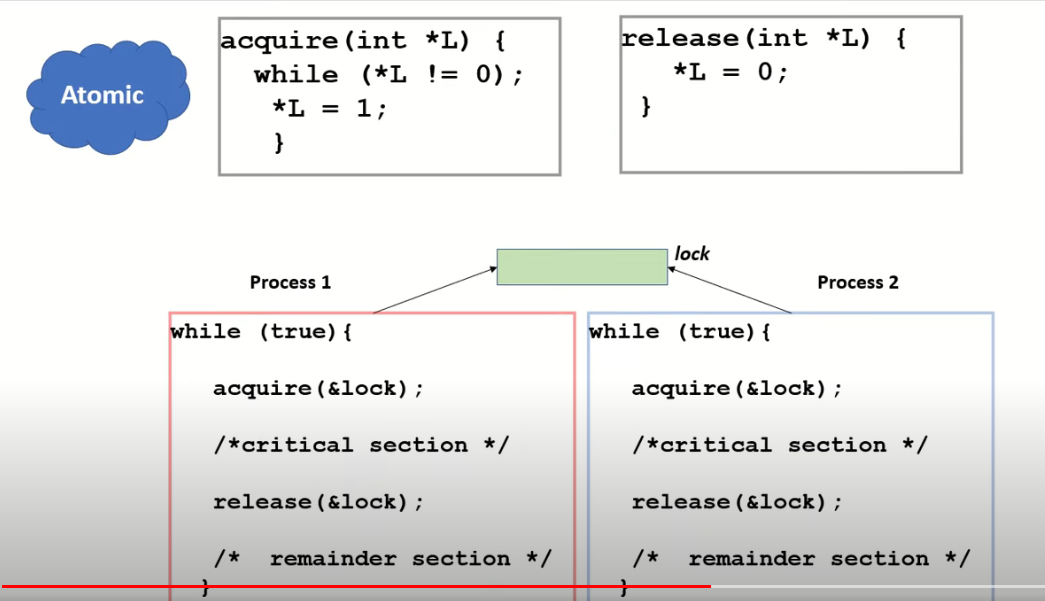 Atomic
acquire(int *L) {
while (*L != 0);
*L = 1;
}
release(int *L) {
*L = 0;
}
lock
Process 1
Process 2
while (true){
acquire(&lock);
/*critical section */
release(&lock);
/* remainder section */
}
while (true){
acquire(&lock);
/*critical section */
release(&lock);
/* remainder section */
}